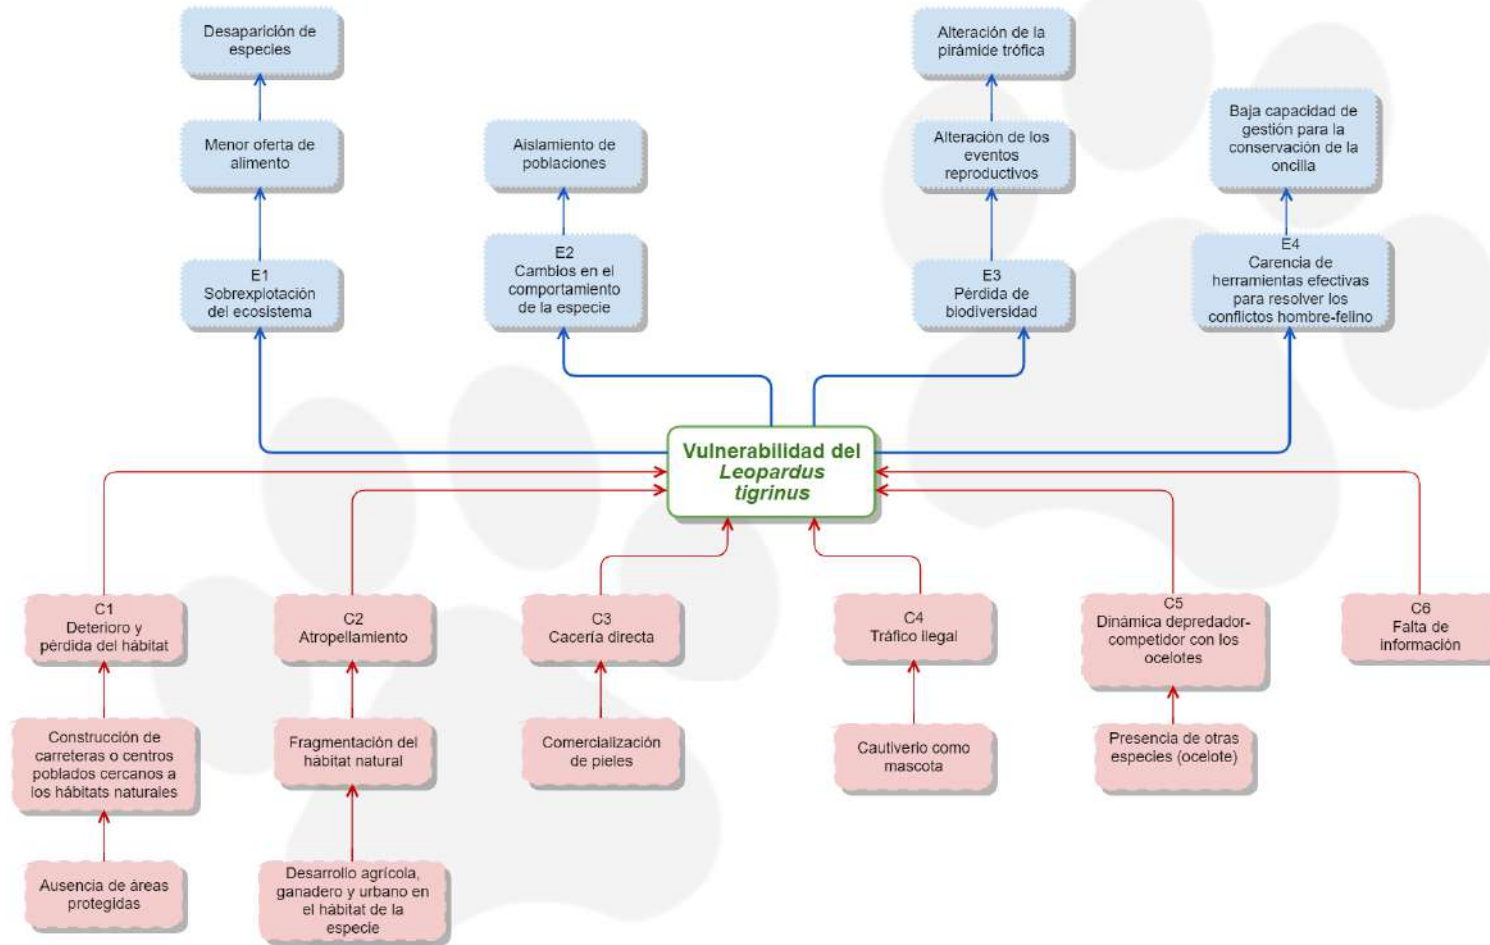 Desaparición de
especies
Alteración de la
pirámide trófica
Menor oferta de
alimento
Aislamiento de
poblaciones
Alteración de los
eventos
reproductivos
Baja capacidad de
gestión para la
conservación de la
oncilla
E1
Sobrexplotación
del ecosistema
E2
Cambios en el
comportamiento
de la especie
E3
Pérdida de
biodiversidad
E4
Carencia de
herramientas efectivas
para resolver los
conflictos hombre-felino
Vulnerabilidad del
Leopardus
tigrinus
C1
Deterioro y
pérdida del hábitat
C2
Atropellamiento
C3
Cacería directa
C4
Tráfico ilegal
C5
Dinámica depredador-
competidor con los
ocelotes
C6
Falta de
información
Construcción de
carreteras o centros
poblados cercanos a
los hábitats naturales
Fragmentación del
hábitat natural
Comercialización
de pieles
Cautiverio como
mascota
Presencia de otras
especies (ocelote)
Ausencia de áreas
protegidas
Desarrollo agrícola,
ganadero y urbano en
el hábitat de la
especie